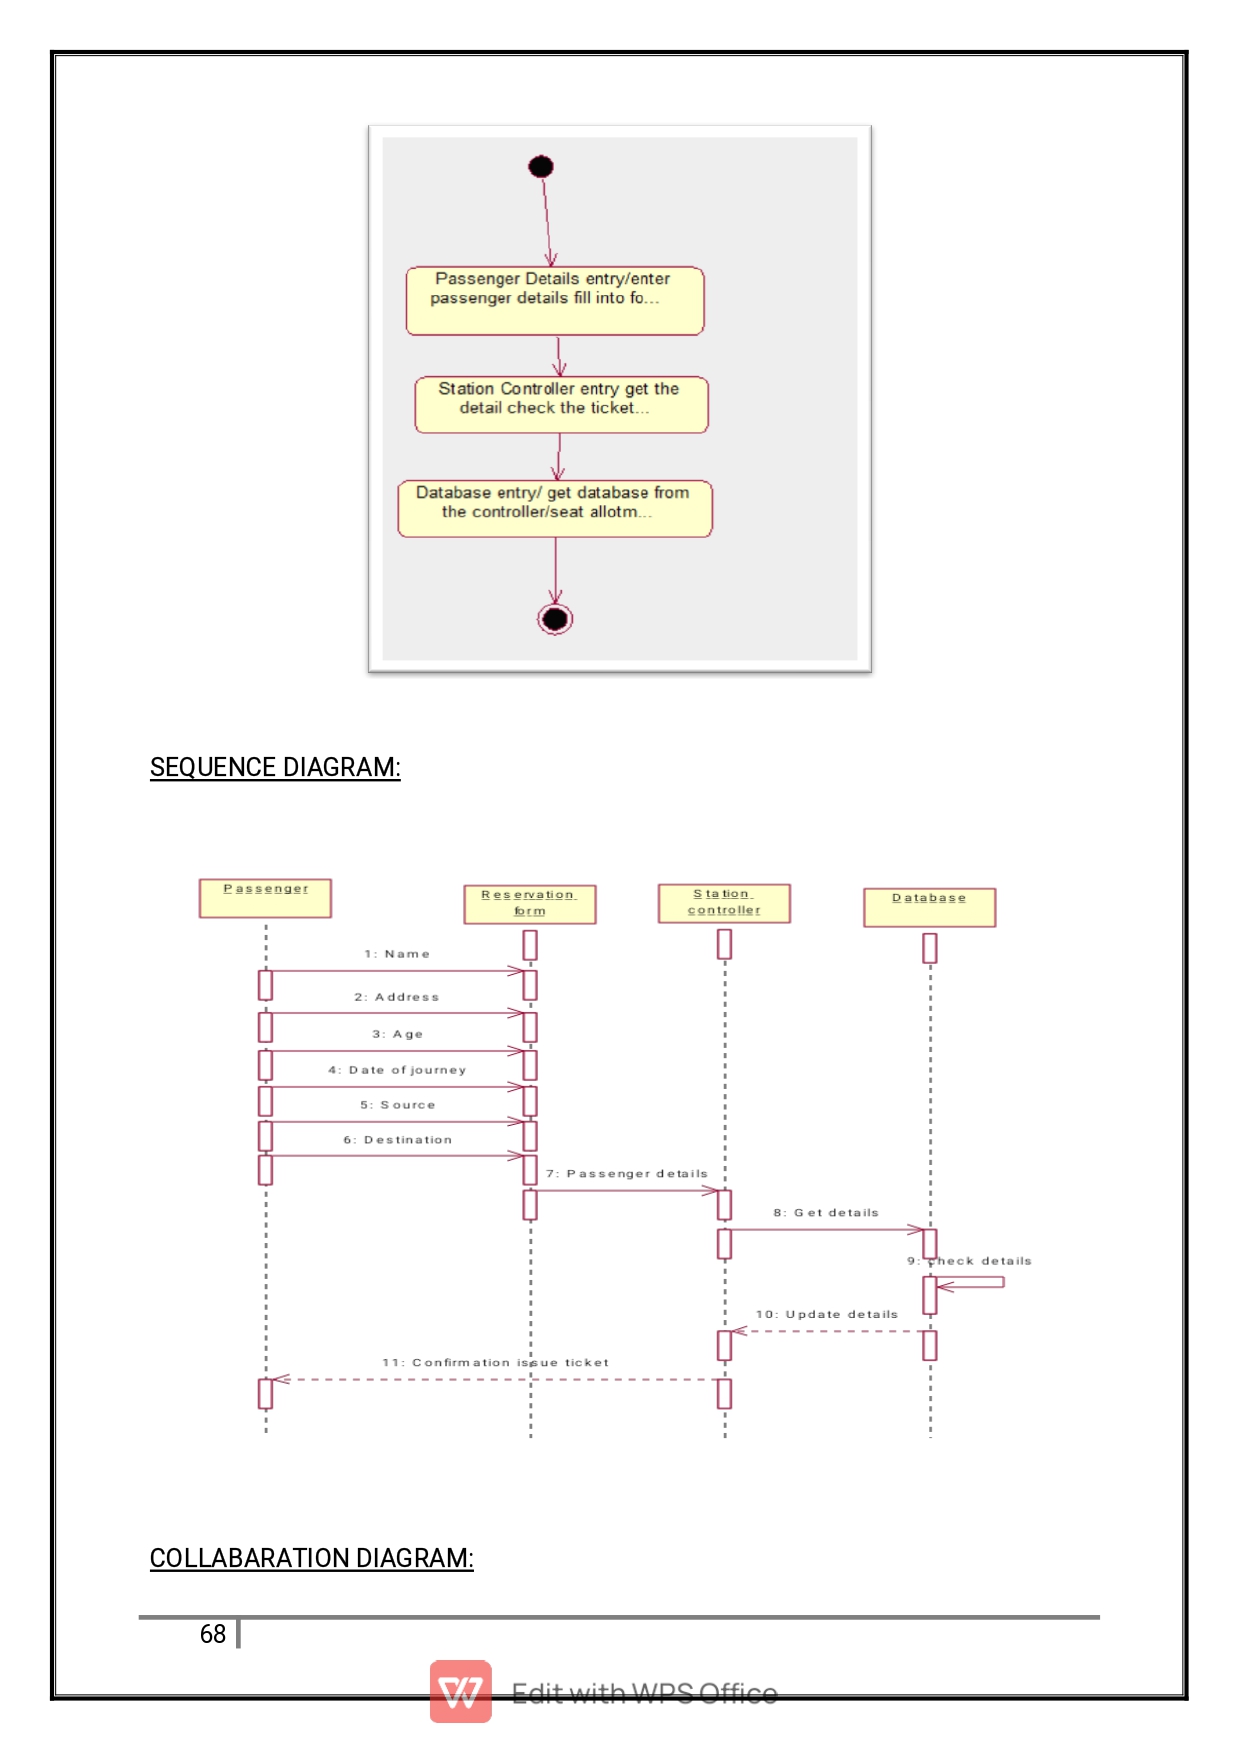 Passenger Details entry/enter
passenger details fill into fo...
Station Controller entry get the
detail check the ticket...
Database entry/ get database from
the controller/seat allotm...
SEQUENCE DIAGRAM:
Passenger
Reservation
form
Station
controller
Database
1: Name
2: Address
3: Age
4: Date of journey
5: Source
6: Destination
7: Passenger details
8: Get details
9: check details
10: Update details
11: Confirmation issue ticket
COLLABARATION DIAGRAM:
68
Edit with WPS Office